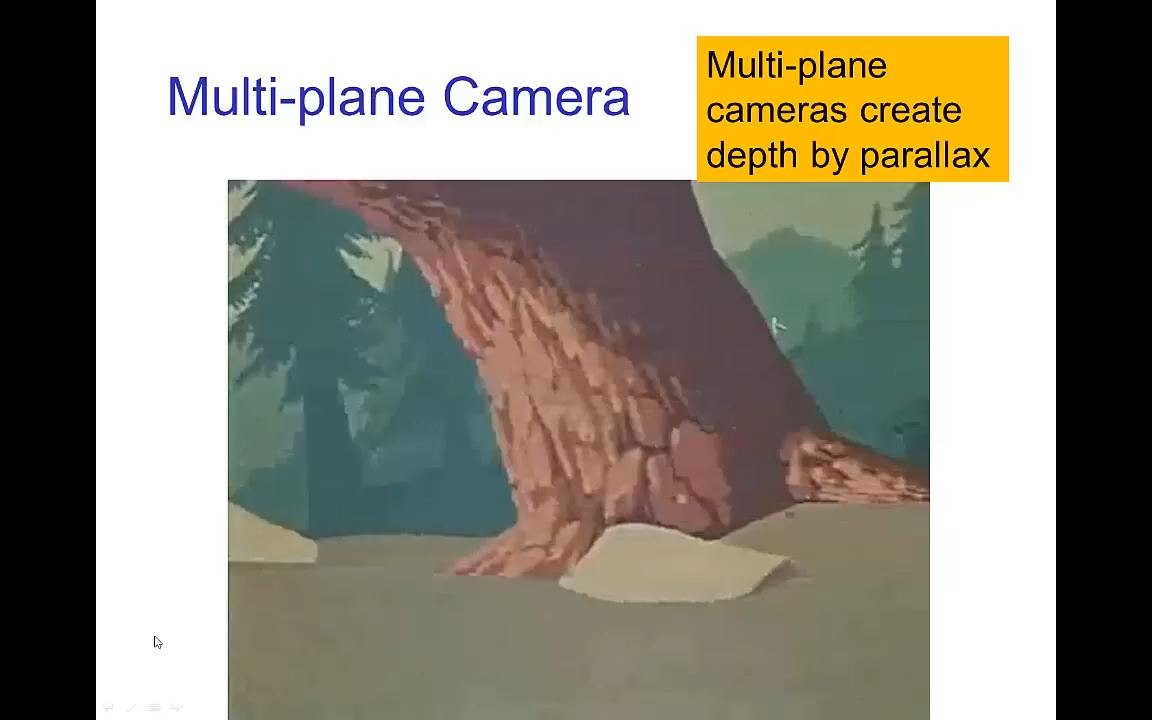 Multi-plane Camera
Multi-plane
cameras create
depth by parallax